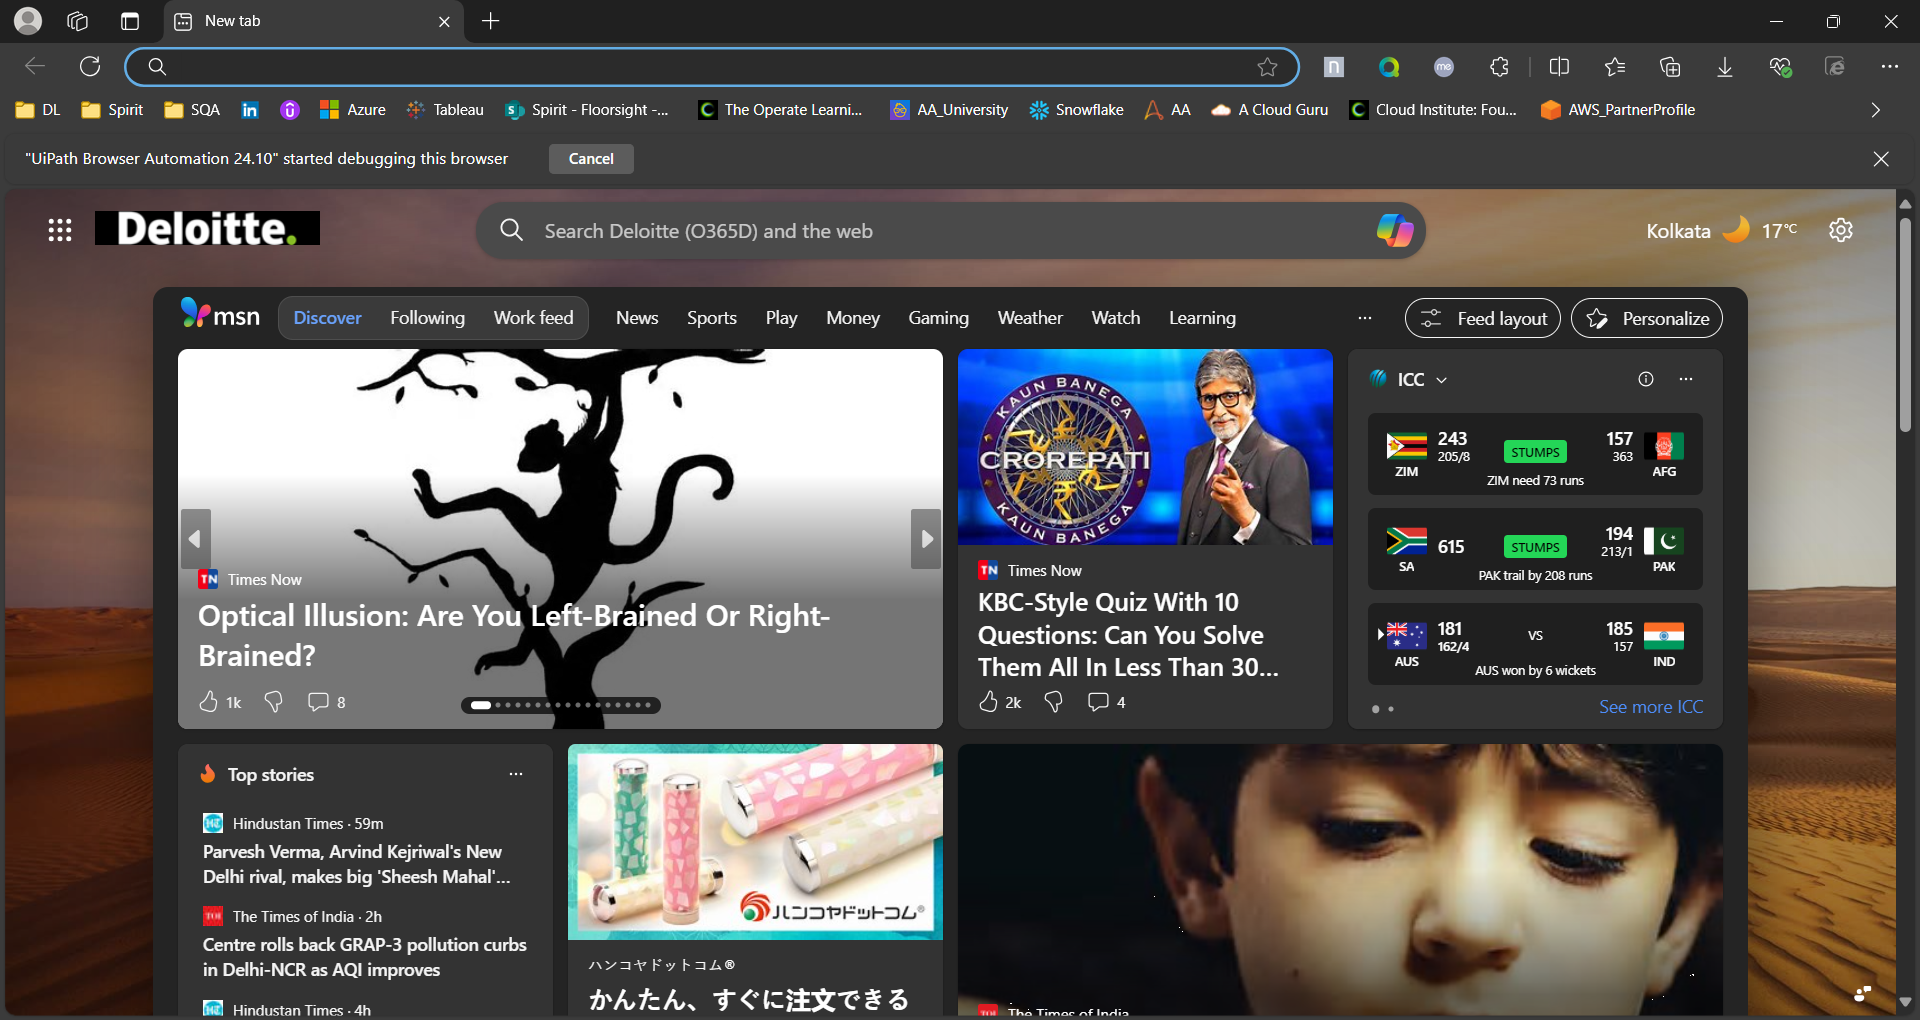 New tab
DL
Spirit
SQA
in
Azure
Tableau
Spirit - Floorsight -...
The Operate Learni...
AA_University
Snowflake
AA
A Cloud Guru
Cloud Institute: Fou...
AWS_PartnerProfile
"UiPath Browser Automation 24.10" started debugging this browser
Cancel
Deloitte.
Search Deloitte (O365D) and the web
Kolkata
17°C
msn
Discover
Following
Work feed
News
Sports
Play
Money
Gaming
Weather
Watch
Learning
Feed layout
Personalize
TN Times Now
Optical Illusion: Are You Left-Brained Or Right-
Brained?
1k
8
KAUN BANEGA
CROREPATI
KAUN BANEGA
TN Times Now
KBC-Style Quiz With 10
Questions: Can You Solve
Them All In Less Than 30...
2k
4
ICC
ZIM
243
205/8
STUMPS
157
363
AFG
ZIM need 73 runs
SA
615
STUMPS
194
213/1
PAK
PAK trail by 208 runs
AUS
181
162/4
VS
185
157
IND
AUS won by 6 wickets
See more ICC
Top stories
HT Hindustan Times · 59m
Parvesh Verma, Arvind Kejriwal's New
Delhi rival, makes big 'Sheesh Mahal'...
TOI The Times of India · 2h
Centre rolls back GRAP-3 pollution curbs
in Delhi-NCR as AQI improves
Hindustan Times · 4h
ハンコヤドットコム®
ハンコヤドットコム®
かんたん、すぐに注文できる
The Times of India